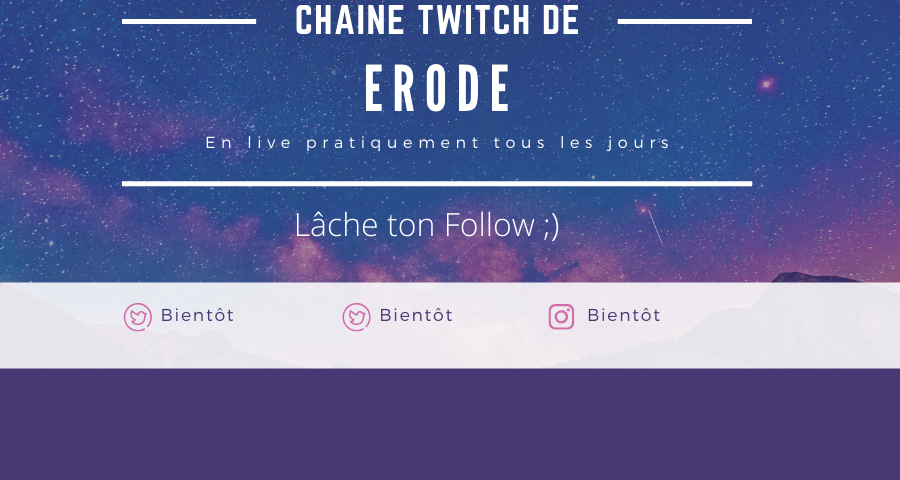 CHAINE TWITCH DE
ERODE
En live pratiquement tous les jours
Lâche ton Follow ;)
Bientôt Bientôt Bientôt